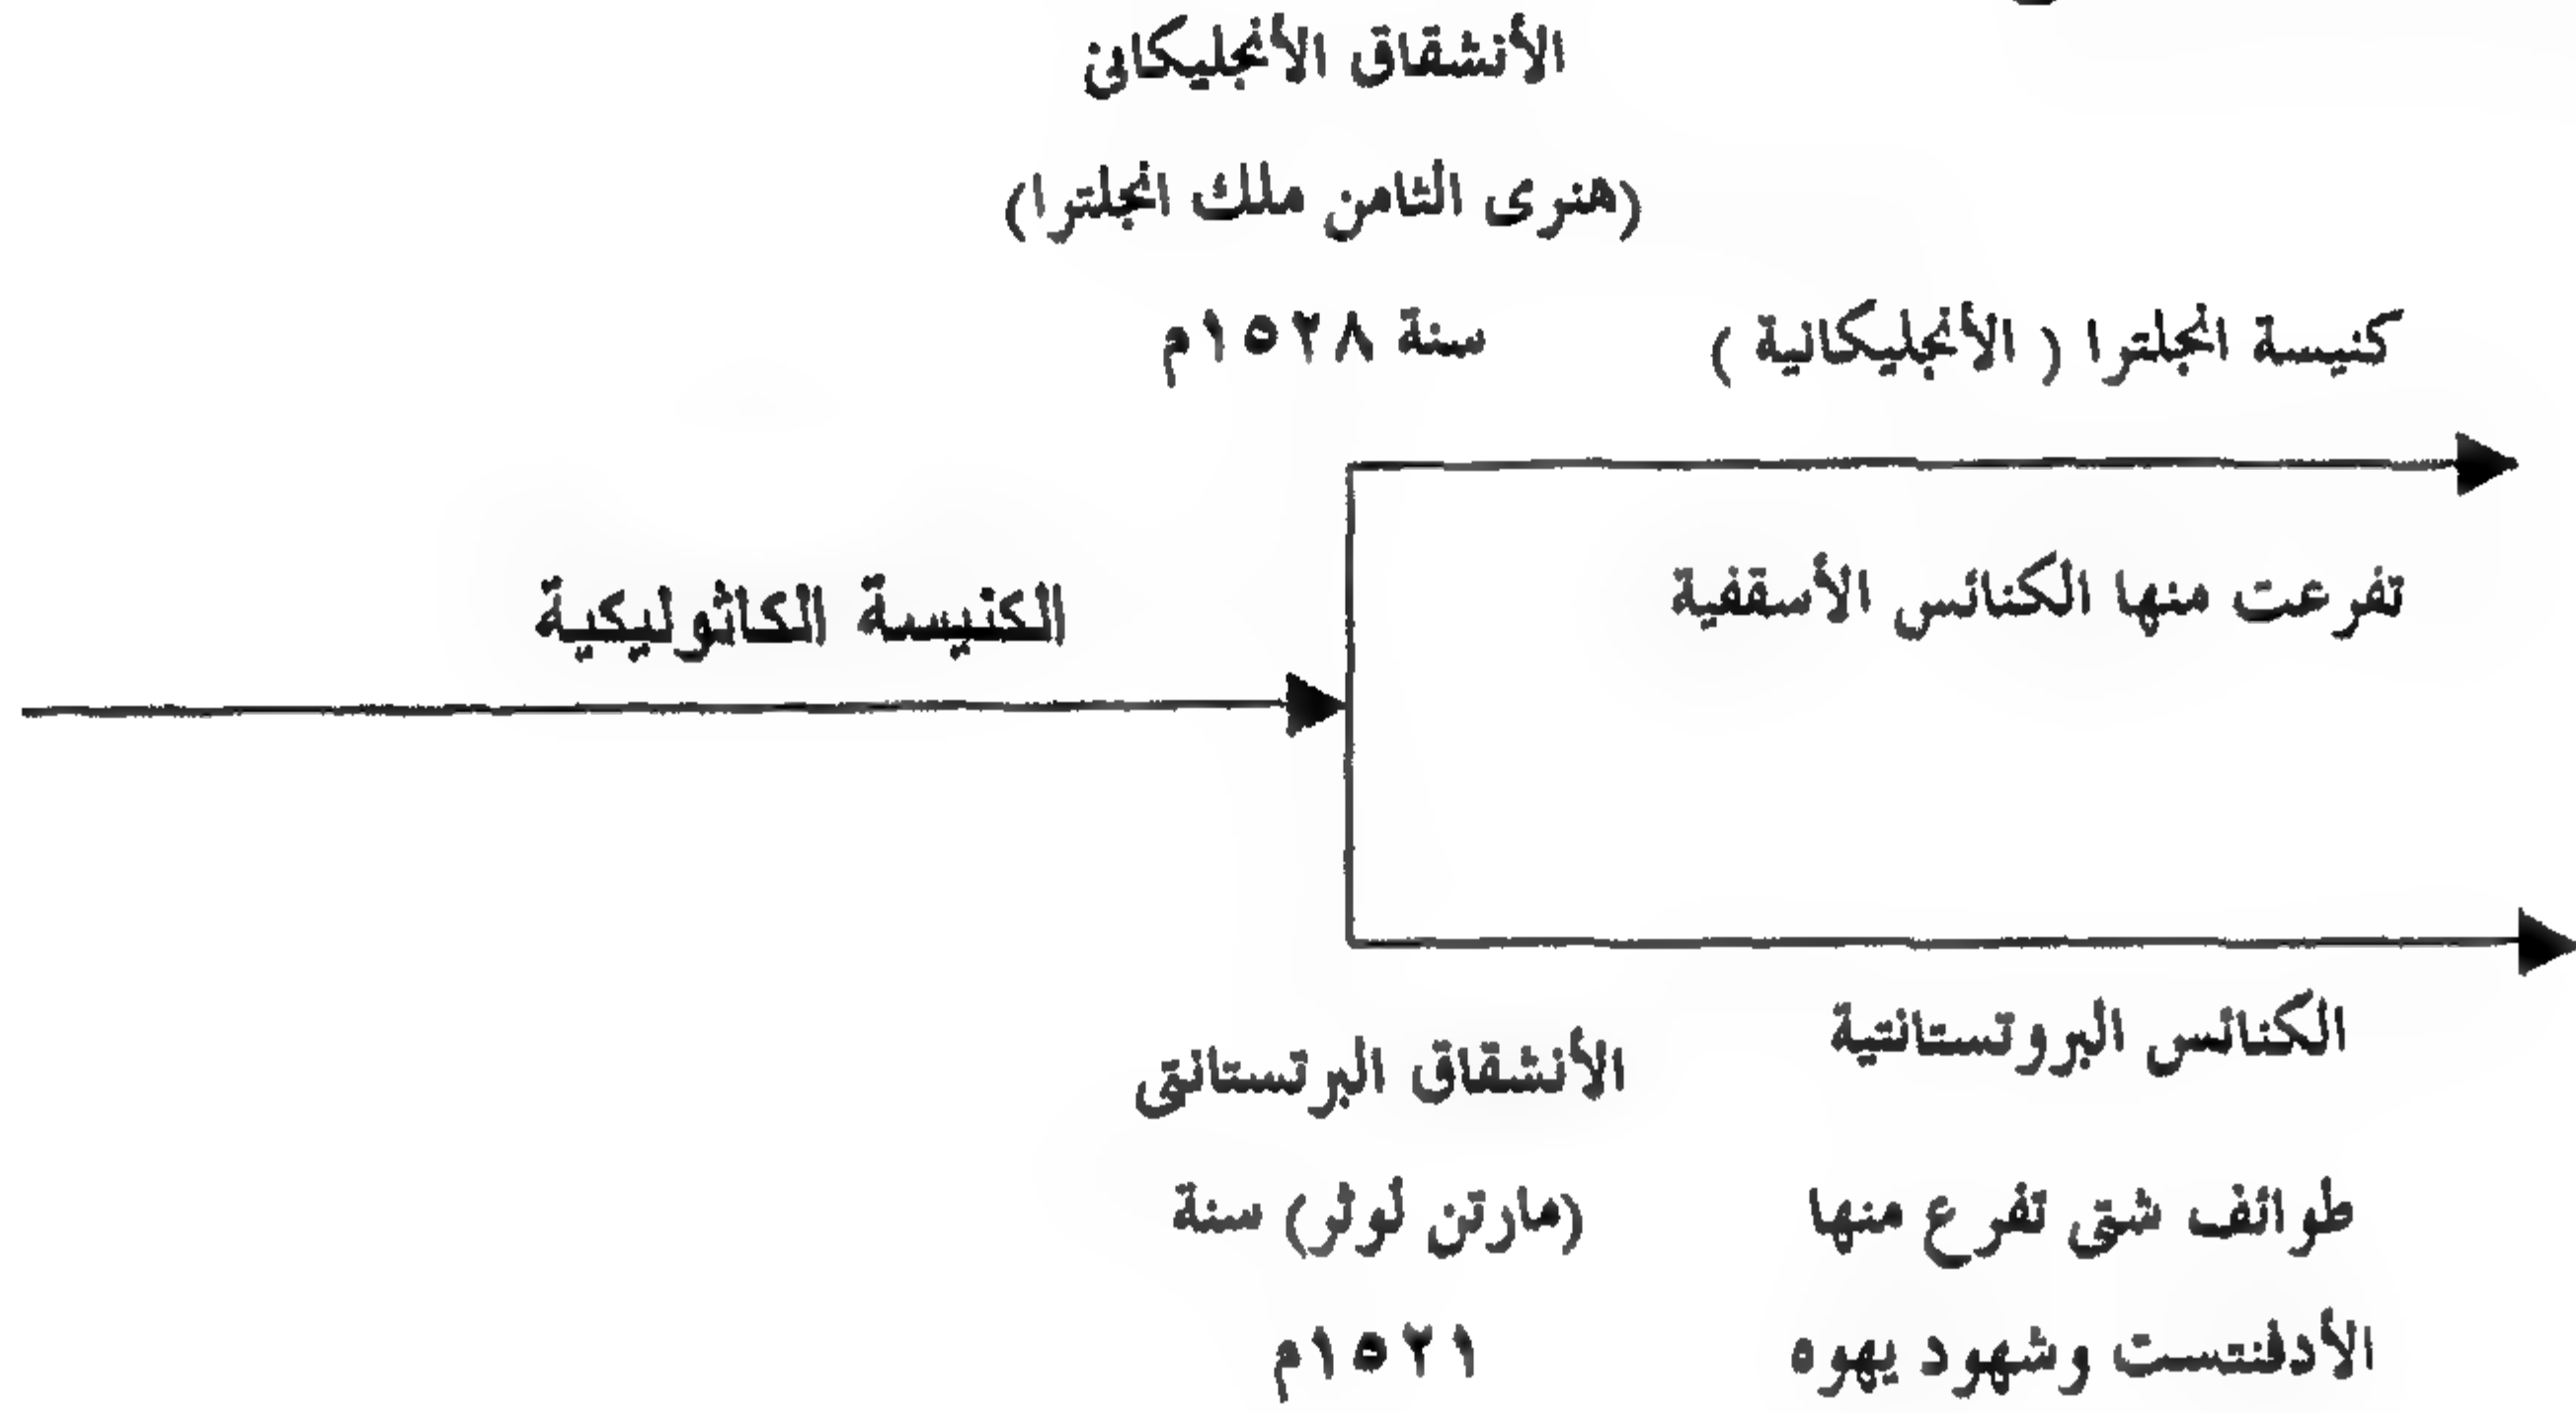 الأنشقاق الأنجليكانى
(هنرى الثامن ملك انجلترا)
سنة ١٥٢٨م
كنيسة انجلترا ( الأنجليكانية )
تفرعت منها الكنائس الأسقفية
الكنيسة الكاثوليكية
الكنائس البروتستانتية
طوائف شتى تفرع منها
الأدفنتست وشهود يهوه
الأنشقاق البرتستانتى
(مارتن لوثر) سنة
١٥٢١م